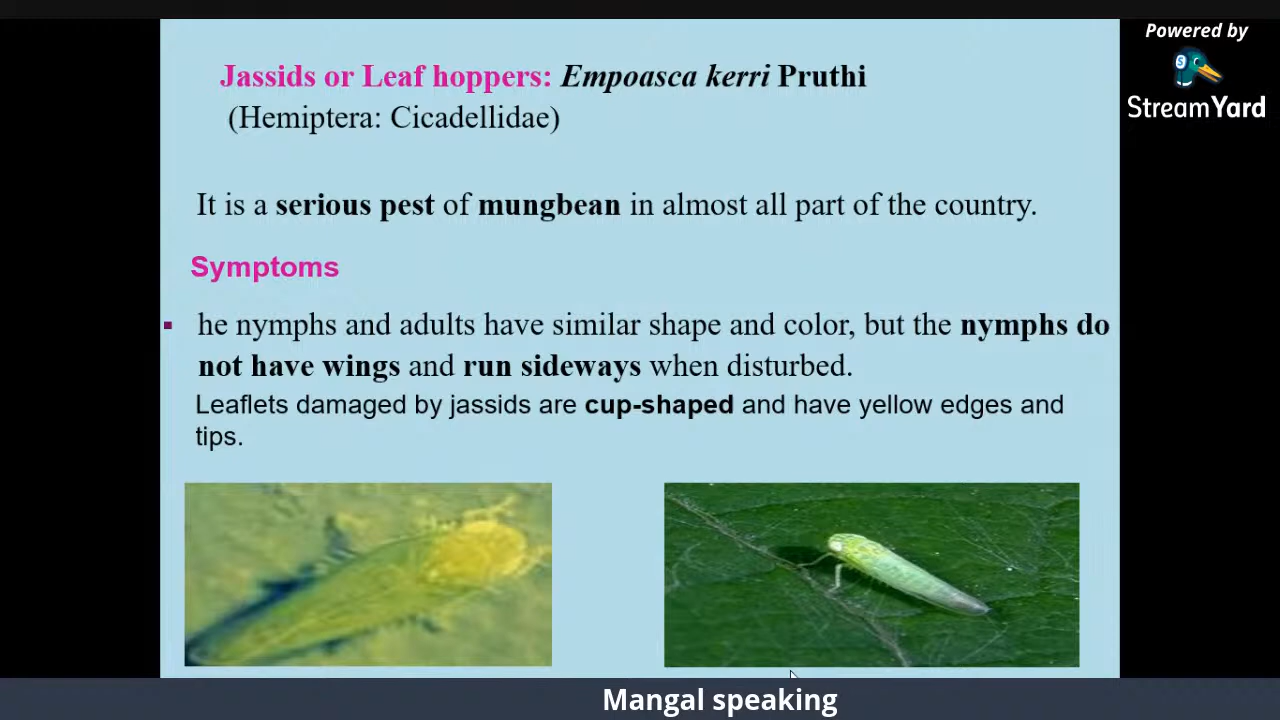 Powered by
StreamYard
Jassids or Leaf hoppers: Empoasca kerri Pruthi
(Hemiptera: Cicadellidae)
It is a serious pest of mungbean in almost all part of the country.
Symptoms
▪ he nymphs and adults have similar shape and color, but the nymphs do
not have wings and run sideways when disturbed.
Leaflets damaged by jassids are cup-shaped and have yellow edges and
tips.
Mangal speaking